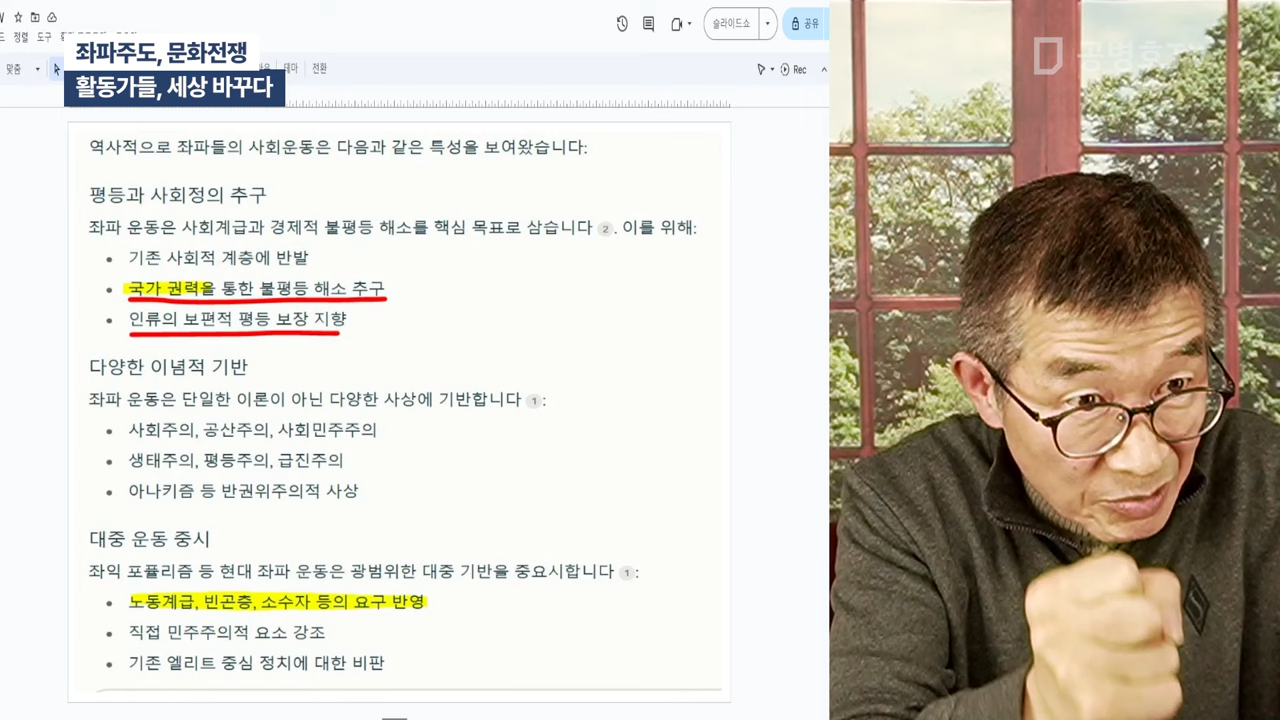 슬라이드쇼
공유
정렬 도구
좌파주도, 문화전쟁
맞춤
테마 전환
Rec
활동가들, 세상 바꾸다
역사적으로 좌파들의 사회운동은 다음과 같은 특성을 보여왔습니다:
평등과 사회정의 추구
좌파 운동은 사회계급과 경제적 불평등 해소를 핵심 목표로 삼습니다 2. 이를 위해:
• 기존 사회적 계층에 반발
• 국가 권력을 통한 불평등 해소 추구
• 인류의 보편적 평등 보장 지향
다양한 이념적 기반
좌파 운동은 단일한 이론이 아닌 다양한 사상에 기반합니다 1:
• 사회주의, 공산주의, 사회민주주의
• 생태주의, 평등주의, 급진주의
• 아나키즘 등 반권위주의적 사상
대중 운동 중시
좌익 포퓰리즘 등 현대 좌파 운동은 광범위한 대중 기반을 중요시합니다 1:
• 노동계급, 빈곤층, 소수자 등의 요구 반영
• 직접 민주주의적 요소 강조
• 기존 엘리트 중심 정치에 대한 비판